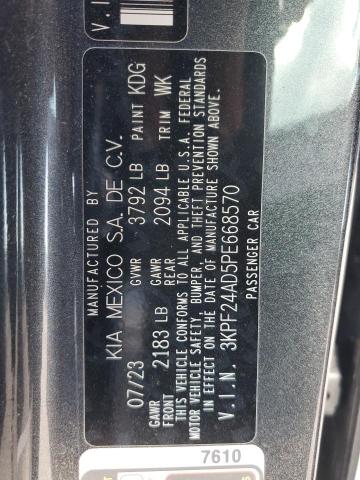 MANUFACTURED BY
KIA MEXICO S.A. DE C.V.
07/23 GVWR 3792 LB PAINT KDG
GAWR FRONT 2183 LB GAWR REAR 2094 LB TRIM WK
THIS VEHICLE CONFORMS TO ALL APPLICABLE U.S.A. FEDERAL
MOTOR VEHICLE SAFETY, BUMPER, AND THEFT PREVENTION STANDARDS
IN EFFECT ON THE DATE OF MANUFACTURE SHOWN ABOVE.
V.I.N. 3KPF24AD5PE668570
PASSENGER CAR
7610
V.I